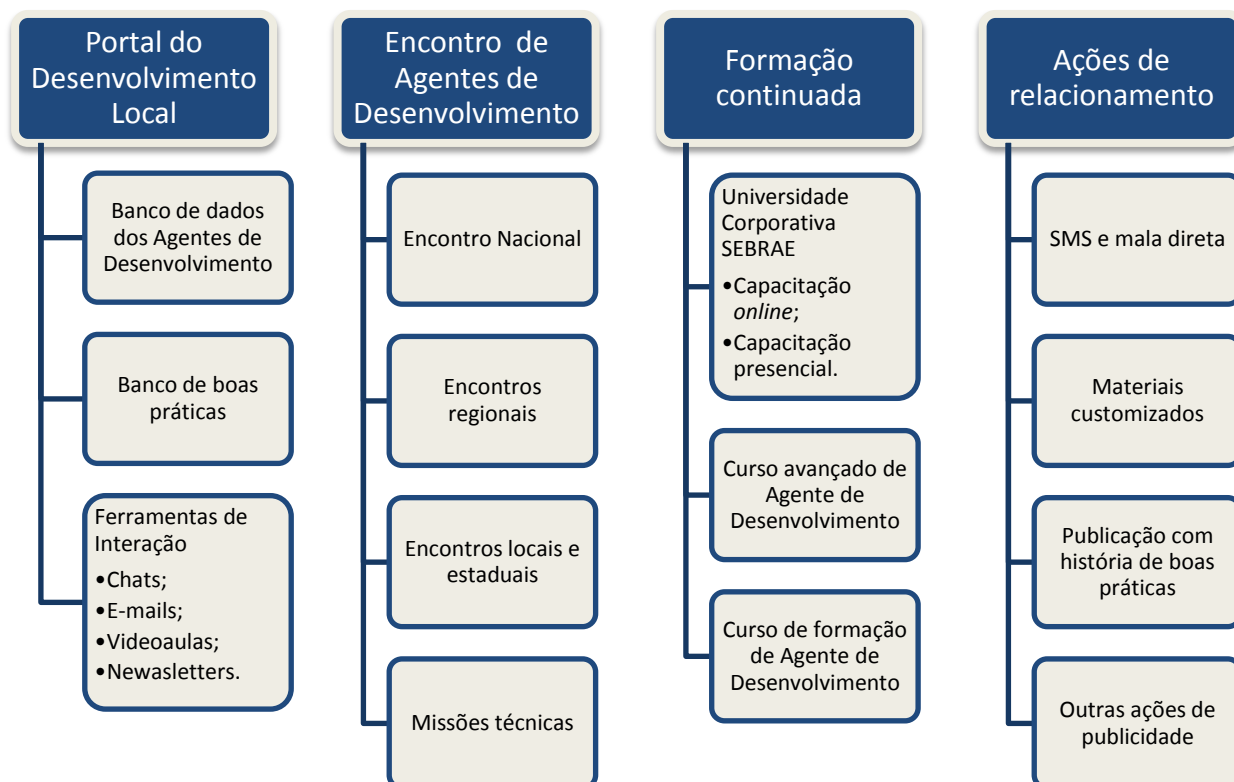 Portal do
Desenvolvimento
Local
Banco de dados
dos Agentes de
Desenvolvimento
Banco de boas
práticas
Ferramentas de
Interação
•Chats;
•E-mails;
•Videoaulas;
•Newasletters.
Encontro de
Agentes de
Desenvolvimento
Encontro Nacional
Encontros
regionais
Encontros locais e
estaduais
Missões técnicas
Formação
continuada
Universidade
Corporativa
SEBRAE
•Capacitação
online;
•Capacitação
presencial.
Curso avançado de
Agente de
Desenvolvimento
Curso de formação
de Agente de
Desenvolvimento
Ações de
relacionamento
SMS e mala direta
Materiais
customizados
Publicação com
história de boas
práticas
Outras ações de
publicidade